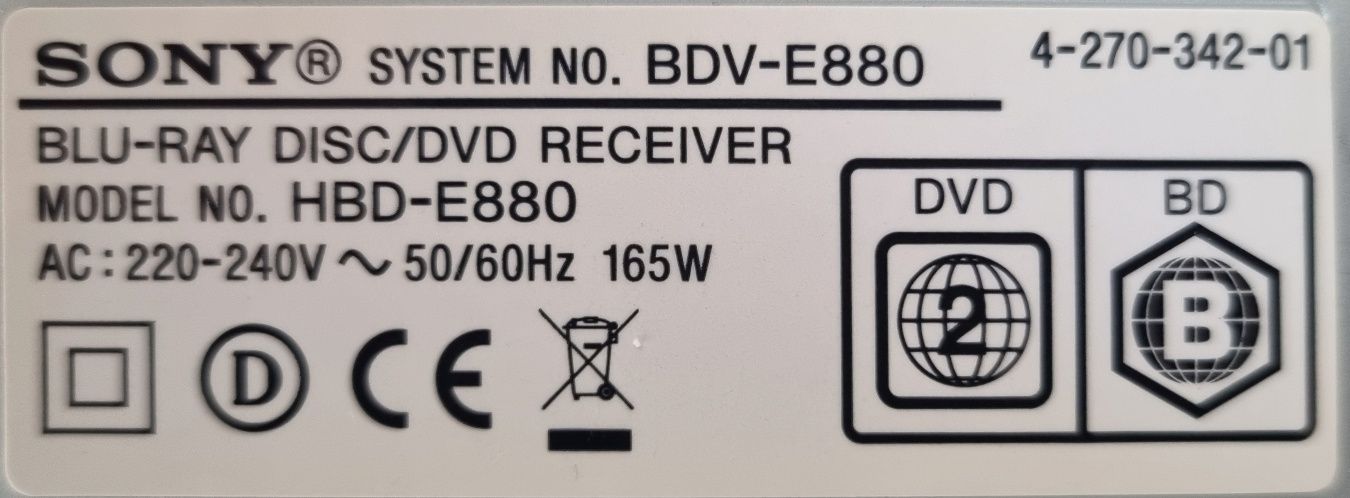 SONY® SYSTEM NO. BDV-E880
4-270-342-01
BLU-RAY DISC/DVD RECEIVER
MODEL NO. HBD-E880
AC: 220-240V ~ 50/60Hz 165W
DVD
2
BD
B
D
CE